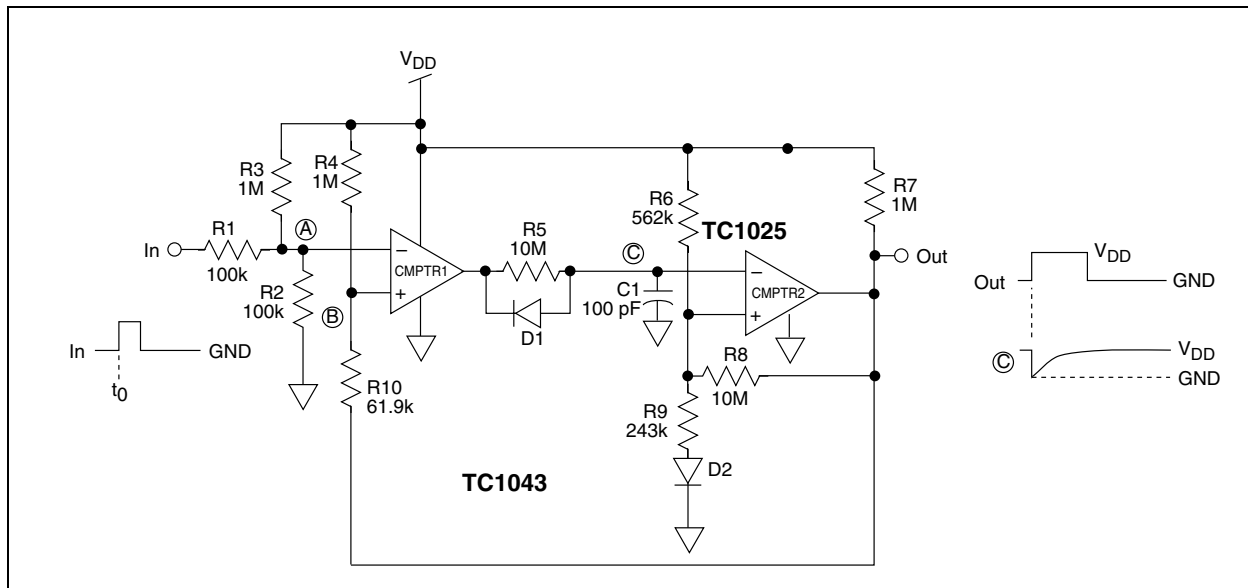 VDD
R3
1M
R4
1M
R1
100k
In
A
R2
100k
B
CMPTR1
−
+
R5
10M
D1
C
C1
100 pF
R6
562k
TC1025
CMPTR2
−
+
R7
1M
Out
R8
10M
R9
243k
D2
R10
61.9k
TC1043
In
GND
t0
Out
VDD
GND
C
VDD
GND